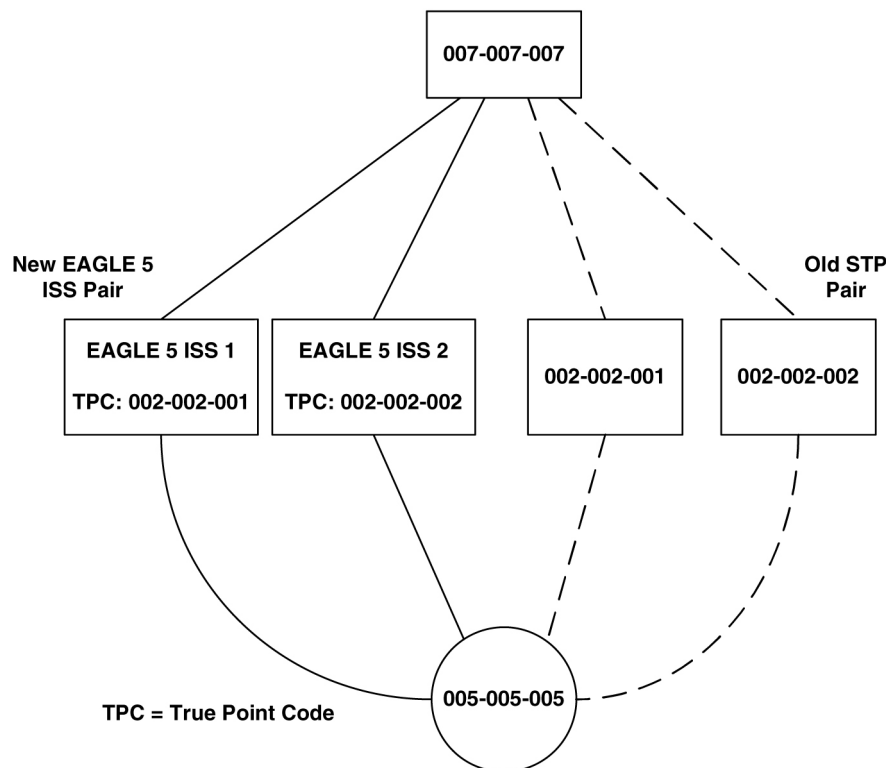 007-007-007
New EAGLE 5
ISS Pair
Old STP
Pair
EAGLE 5 ISS 1
TPC: 002-002-001
EAGLE 5 ISS 2
TPC: 002-002-002
002-002-001
002-002-002
005-005-005
TPC = True Point Code